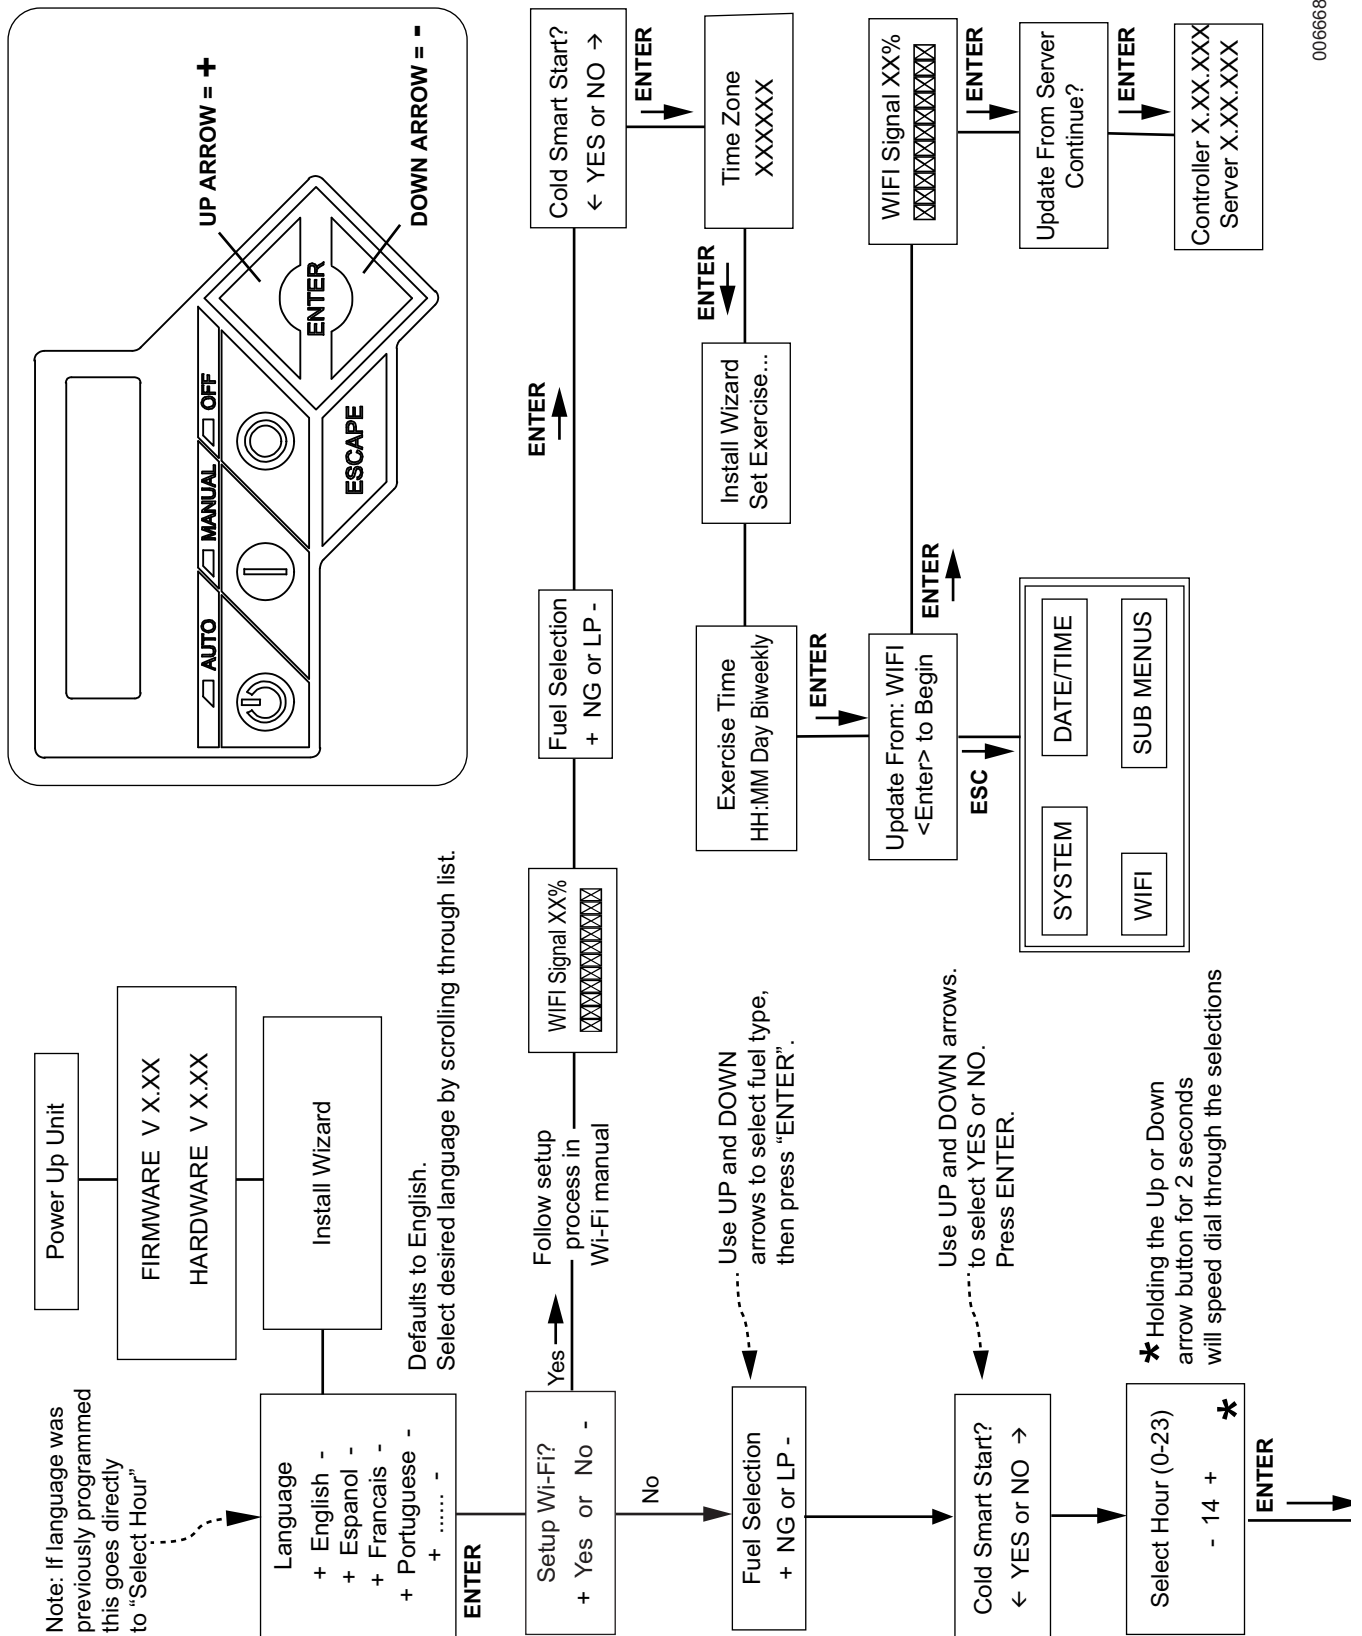 Note: If language was
previously programmed
this goes directly
to “Select Hour”
Power Up Unit
FIRMWARE V X.XX
HARDWARE V X.XX
Install Wizard
Language
+ English -
+ Espanol -
+ Francais -
+ Portuguese -
+ ...... -
Defaults to English.
Select desired language by scrolling through list.
ENTER
AUTO
MANUAL
OFF
ESCAPE
ENTER
UP ARROW = +
DOWN ARROW = -
Setup Wi-Fi?
+ Yes or No -
Yes
Follow setup
process in
Wi-Fi manual
WIFI Signal XX%
Fuel Selection
+ NG or LP -
ENTER
Cold Smart Start?
← YES or NO →
ENTER
No
Fuel Selection
+ NG or LP -
Use UP and DOWN
arrows to select fuel type,
then press “ENTER”.
Exercise Time
HH:MM Day Biweekly
Install Wizard
Set Exercise...
ENTER
Time Zone
XXXXXX
ENTER
Update From: WIFI
<Enter> to Begin
ENTER
WIFI Signal XX%
ENTER
ESC
Cold Smart Start?
← YES or NO →
Use UP and DOWN arrows.
to select YES or NO.
Press ENTER.
SYSTEM
DATE/TIME
WIFI
SUB MENUS
Update From Server
Continue?
ENTER
Select Hour (0-23)
- 14 +
*
* Holding the Up or Down
arrow button for 2 seconds
will speed dial through the selections
Controller X.XX.XXX
Server X.XX.XXX
ENTER
006668